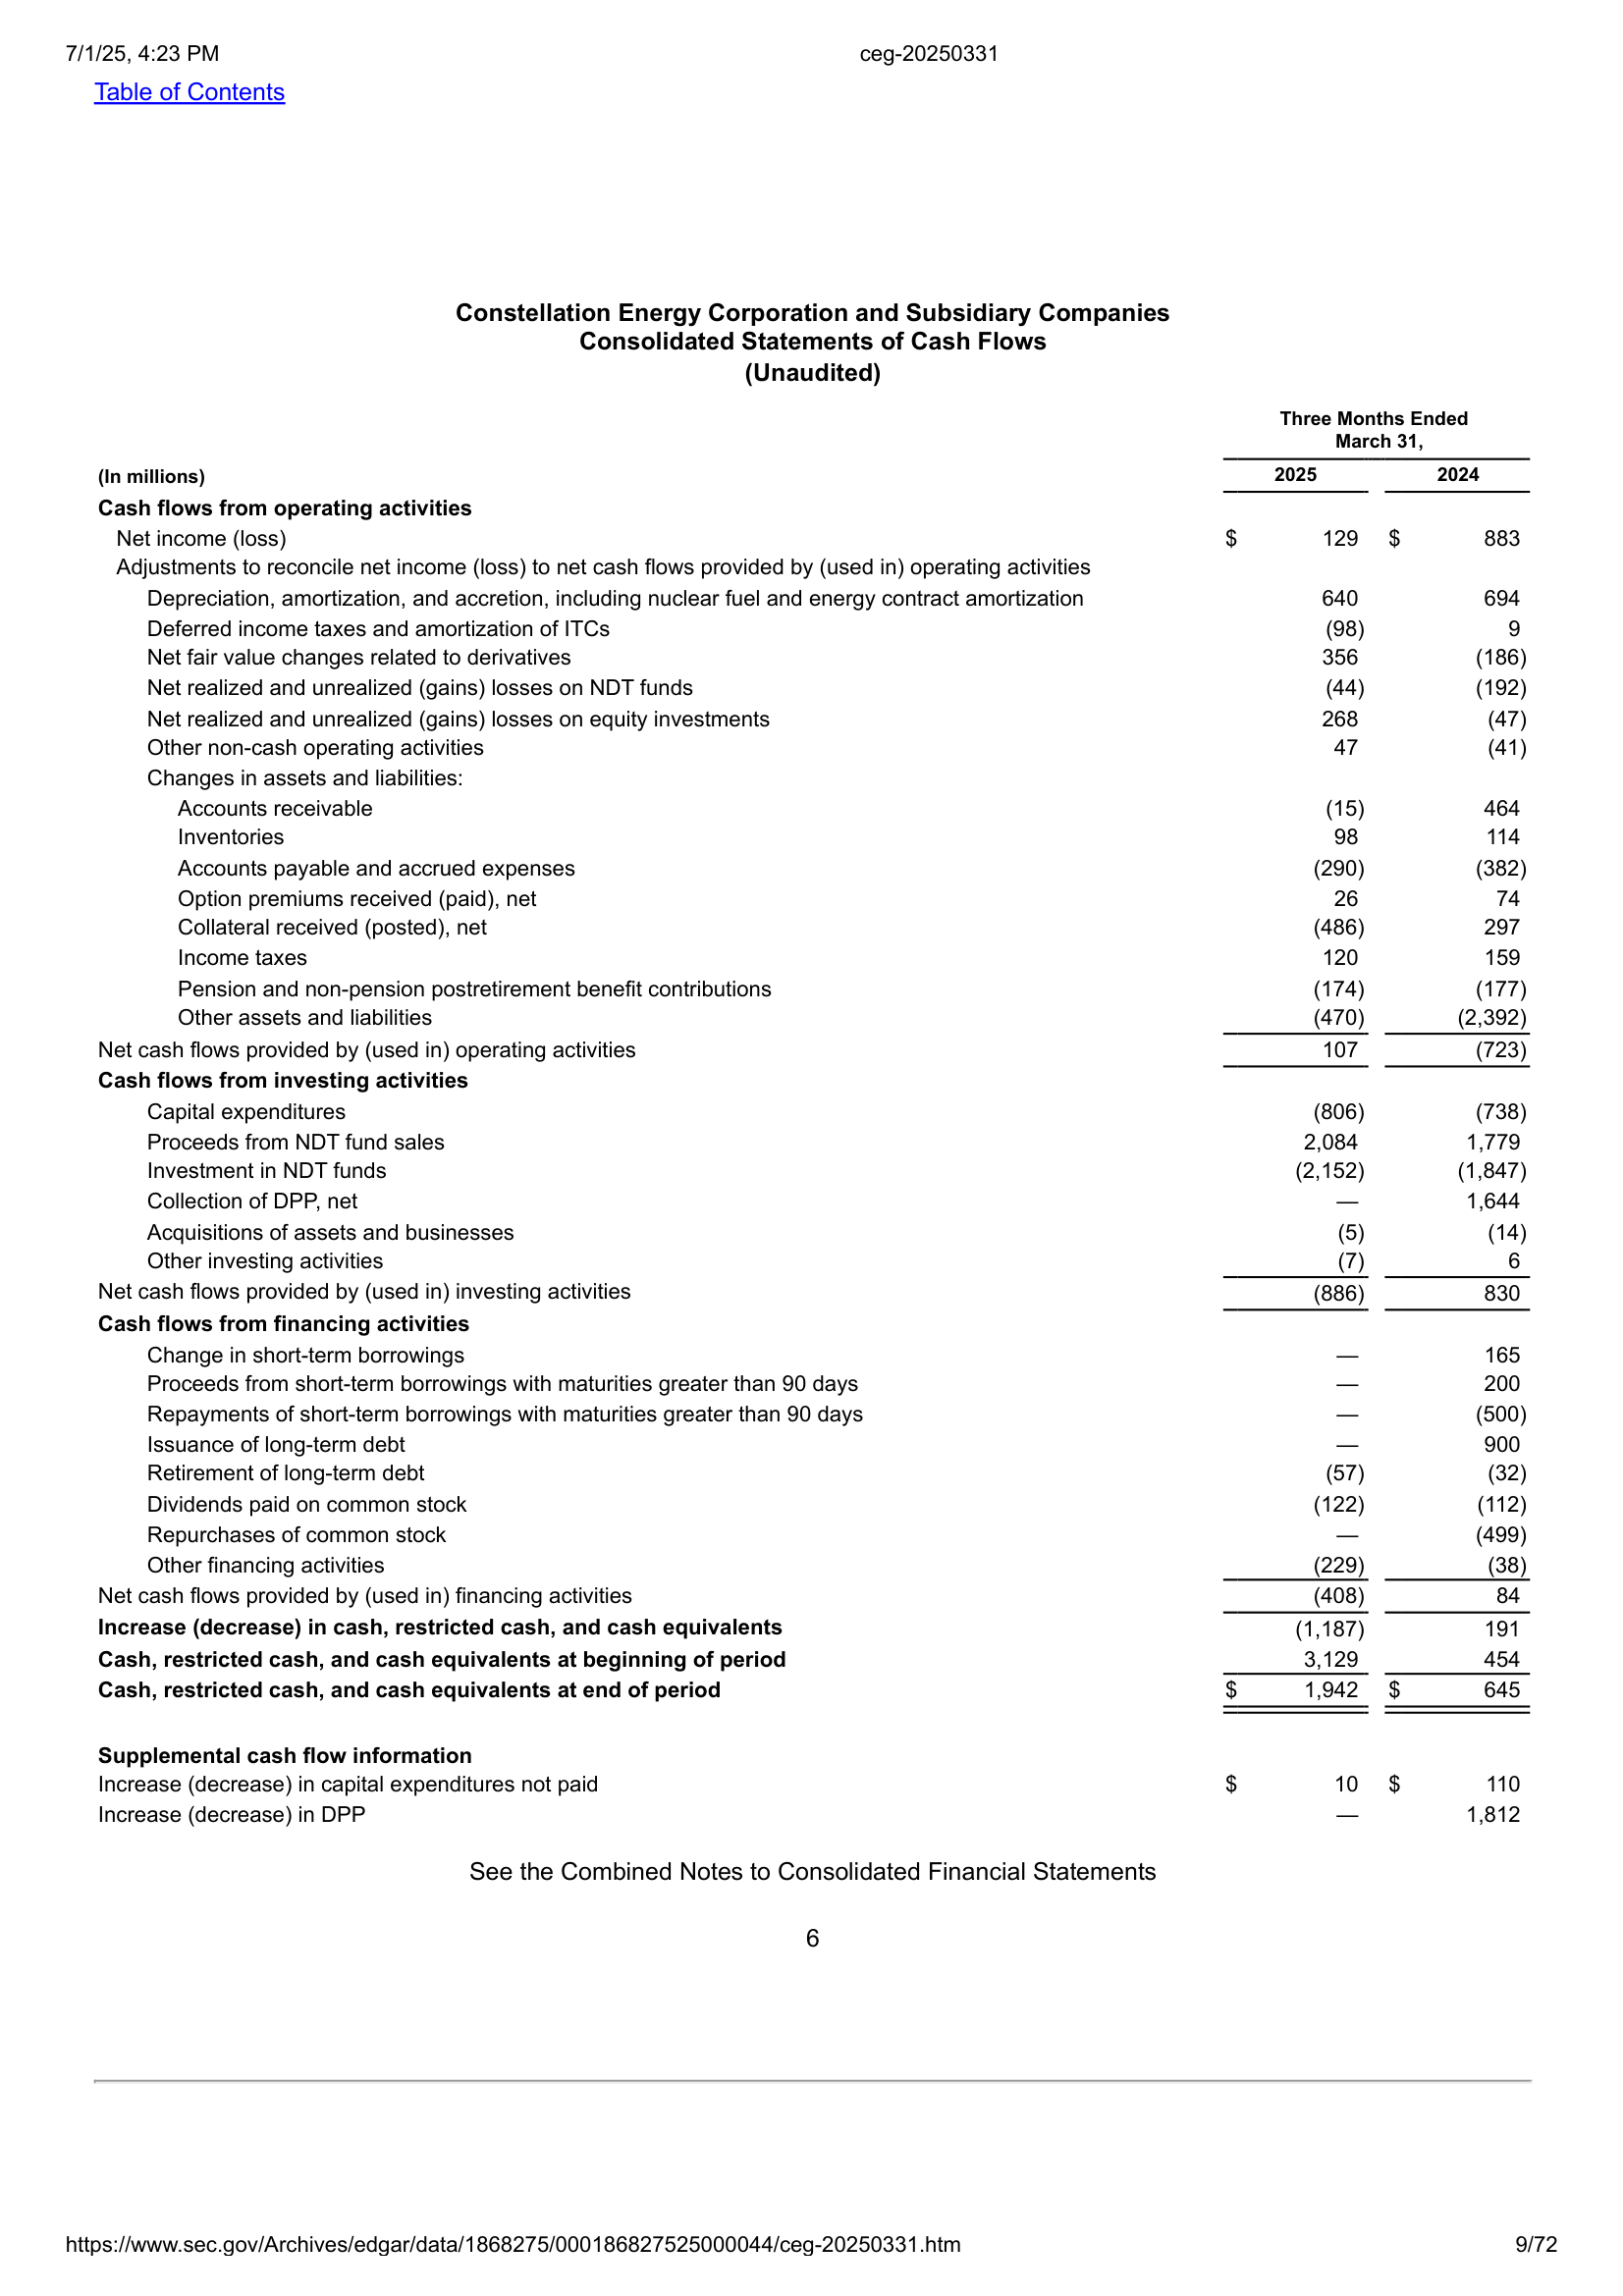 7/1/25, 4:23 PM ceg-20250331
Table of Contents
Constellation Energy Corporation and Subsidiary Companies
Consolidated Statements of Cash Flows
(Unaudited)
Three Months Ended
March 31,
(In millions) 2025 2024
Cash flows from operating activities
Net income (loss) $ 129 $ 883
Adjustments to reconcile net income (loss) to net cash flows provided by (used in) operating activities
Depreciation, amortization, and accretion, including nuclear fuel and energy contract amortization 640 694
Deferred income taxes and amortization of ITCs (98) 9
Net fair value changes related to derivatives 356 (186)
Net realized and unrealized (gains) losses on NDT funds (44) (192)
Net realized and unrealized (gains) losses on equity investments 268 (47)
Other non-cash operating activities 47 (41)
Changes in assets and liabilities:
Accounts receivable (15) 464
Inventories 98 114
Accounts payable and accrued expenses (290) (382)
Option premiums received (paid), net 26 74
Collateral received (posted), net (486) 297
Income taxes 120 159
Pension and non-pension postretirement benefit contributions (174) (177)
Other assets and liabilities (470) (2,392)
Net cash flows provided by (used in) operating activities 107 (723)
Cash flows from investing activities
Capital expenditures (806) (738)
Proceeds from NDT fund sales 2,084 1,779
Investment in NDT funds (2,152) (1,847)
Collection of DPP, net — 1,644
Acquisitions of assets and businesses (5) (14)
Other investing activities (7) 6
Net cash flows provided by (used in) investing activities (886) 830
Cash flows from financing activities
Change in short-term borrowings — 165
Proceeds from short-term borrowings with maturities greater than 90 days — 200
Repayments of short-term borrowings with maturities greater than 90 days — (500)
Issuance of long-term debt — 900
Retirement of long-term debt (57) (32)
Dividends paid on common stock (122) (112)
Repurchases of common stock — (499)
Other financing activities (229) (38)
Net cash flows provided by (used in) financing activities (408) 84
Increase (decrease) in cash, restricted cash, and cash equivalents (1,187) 191
Cash, restricted cash, and cash equivalents at beginning of period 3,129 454
Cash, restricted cash, and cash equivalents at end of period $ 1,942 $ 645
Supplemental cash flow information
Increase (decrease) in capital expenditures not paid $ 10 $ 110
Increase (decrease) in DPP — 1,812
See the Combined Notes to Consolidated Financial Statements
6
https://www.sec.gov/Archives/edgar/data/1868275/000186827525000044/ceg-20250331.htm 9/72